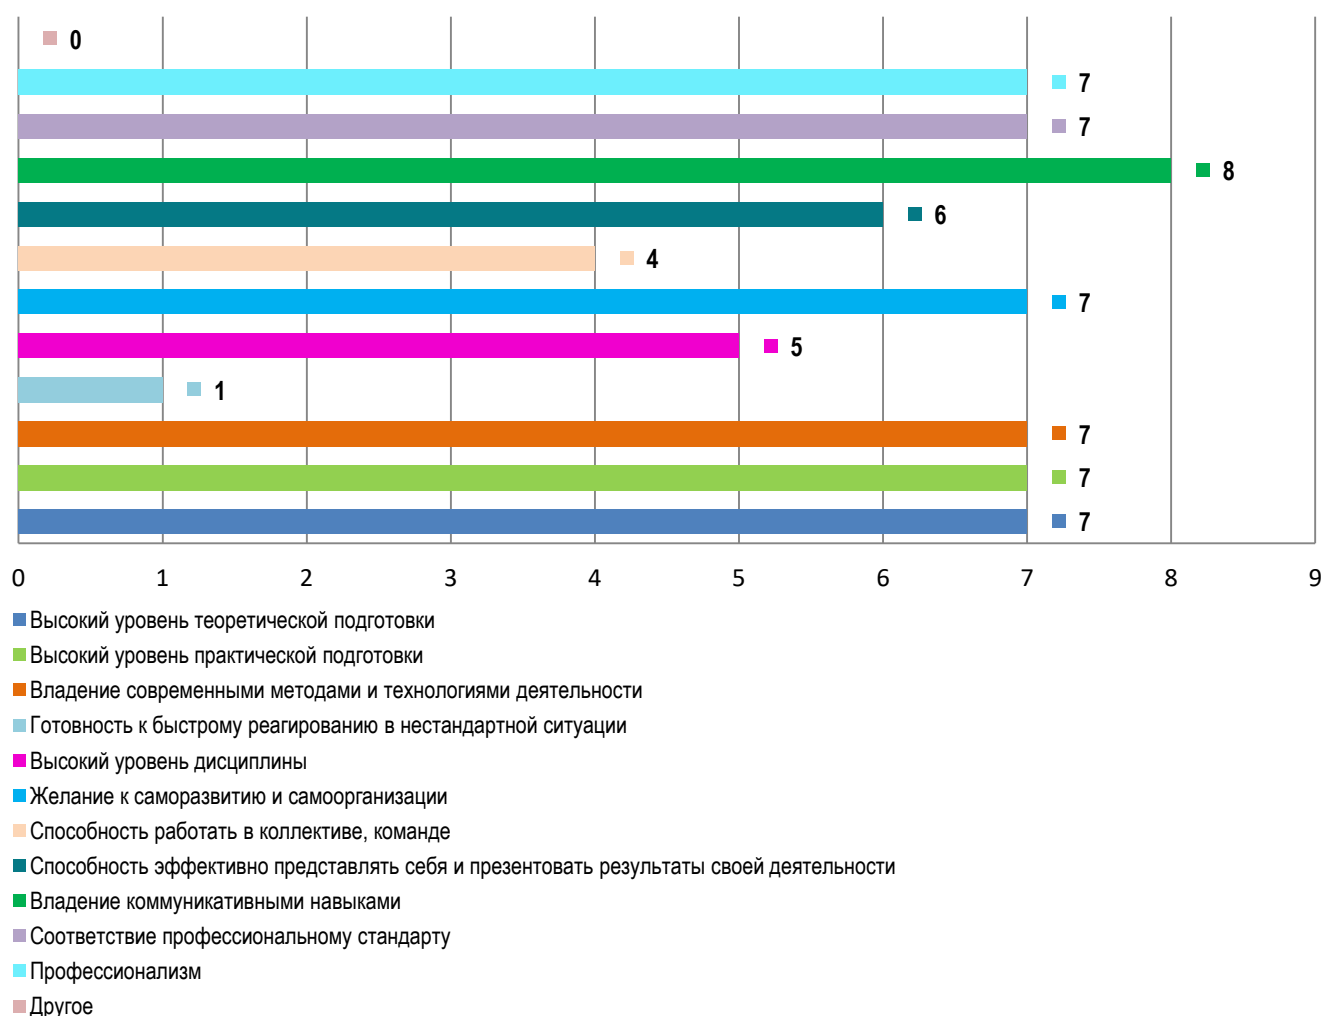 0
7
7
8
6
4
7
5
1
7
7
7
0 1 2 3 4 5 6 7 8 9
Высокий уровень теоретической подготовки
Высокий уровень практической подготовки
Владение современными методами и технологиями деятельности
Готовность к быстрому реагированию в нестандартной ситуации
Высокий уровень дисциплины
Желание к саморазвитию и самоорганизации
Способность работать в коллективе, команде
Способность эффективно представлять себя и презентовать результаты своей деятельности
Владение коммуникативными навыками
Соответствие профессиональному стандарту
Профессионализм
Другое